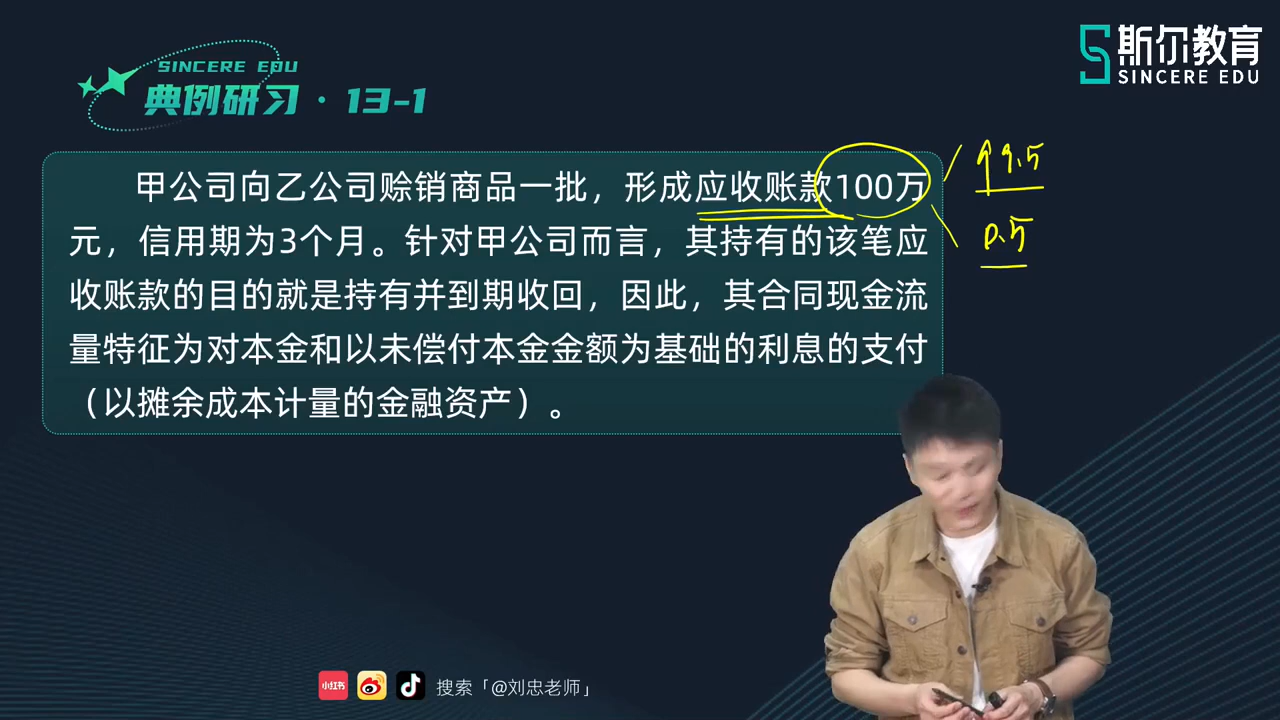 SINCERE EDU
典例研习·13-1
斯尔教育
SINCERE EDU
甲公司向乙公司赊销商品一批，形成应收账款100万
元，信用期为3个月。针对甲公司而言，其持有的该笔应
收账款的目的就是持有并到期收回，因此，其合同现金流
量特征为对本金和以未偿付本金金额为基础的利息的支付
（以摊余成本计量的金融资产）。
99.5
0.5
小红书
搜索「@刘忠老师」